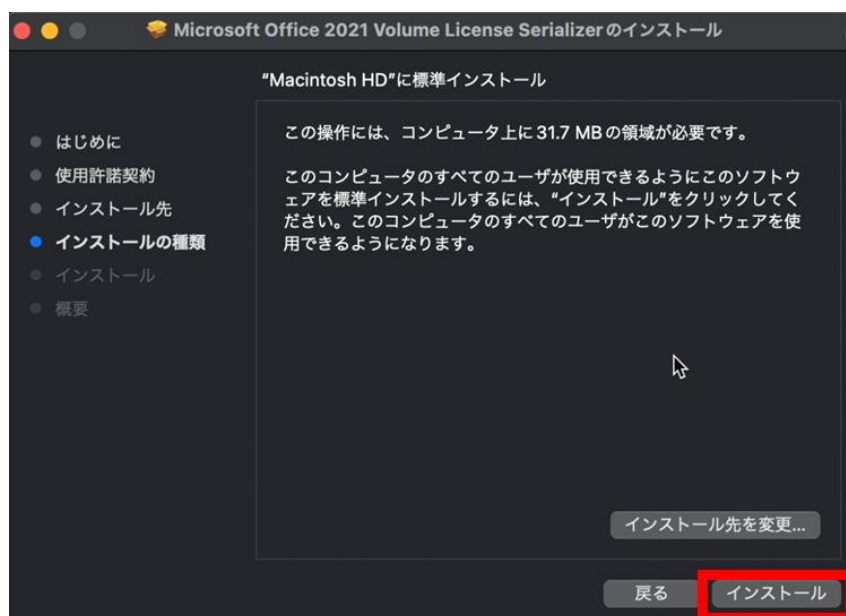 Microsoft Office 2021 Volume License Serializerのインストール
"Macintosh HD"に標準インストール
はじめに
使用許諾契約
インストール先
インストールの種類
インストール
概要
この操作には、コンピュータ上に31.7 MBの領域が必要です。
このコンピュータのすべてのユーザが使用できるようにこのソフトウ
ェアを標準インストールするには、"インストール"をクリックしてく
ださい。このコンピュータのすべてのユーザがこのソフトウェアを使
用できるようになります。
インストール先を変更...
戻る
インストール